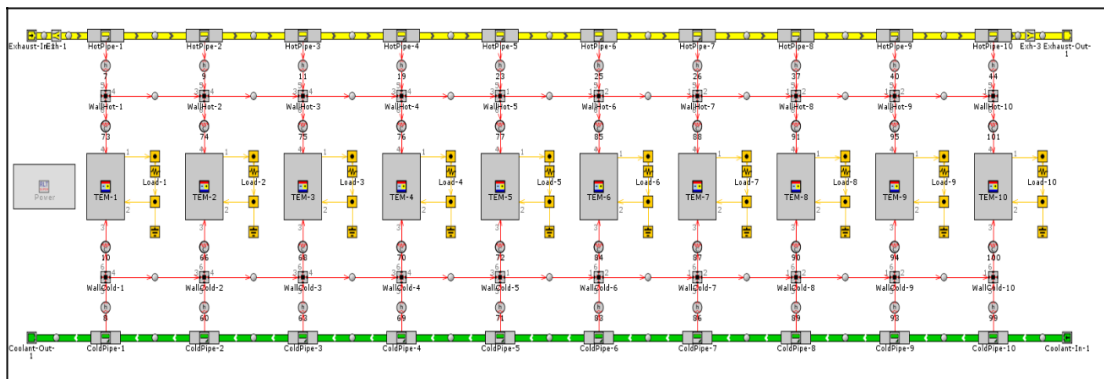 Exhaust-In-1 Exh-1 HotPipe-1 HotPipe-2 HotPipe-3 HotPipe-4 HotPipe-5 HotPipe-6 HotPipe-7 HotPipe-8 HotPipe-9 HotPipe-10 Exh-3 Exhaust-Out-1
7 9 11 19 23 25 26 37 40 44
WallHot-1 WallHot-2 WallHot-3 WallHot-4 WallHot-5 WallHot-6 WallHot-7 WallHot-8 WallHot-9 WallHot-10
73 74 75 76 77 85 88 91 95 101
Load-1 Load-2 Load-3 Load-4 Load-5 Load-6 Load-7 Load-8 Load-9 Load-10
Power TEM-1 TEM-2 TEM-3 TEM-4 TEM-5 TEM-6 TEM-7 TEM-8 TEM-9 TEM-10
10 66 68 70 72 84 87 90 94 100
WallCold-1 WallCold-2 WallCold-3 WallCold-4 WallCold-5 WallCold-6 WallCold-7 WallCold-8 WallCold-9 WallCold-10
8 60 63 69 71 83 86 89 93 99
Coolant-Out-1 ColdPipe-1 ColdPipe-2 ColdPipe-3 ColdPipe-4 ColdPipe-5 ColdPipe-6 ColdPipe-7 ColdPipe-8 ColdPipe-9 ColdPipe-10 Coolant-In-1